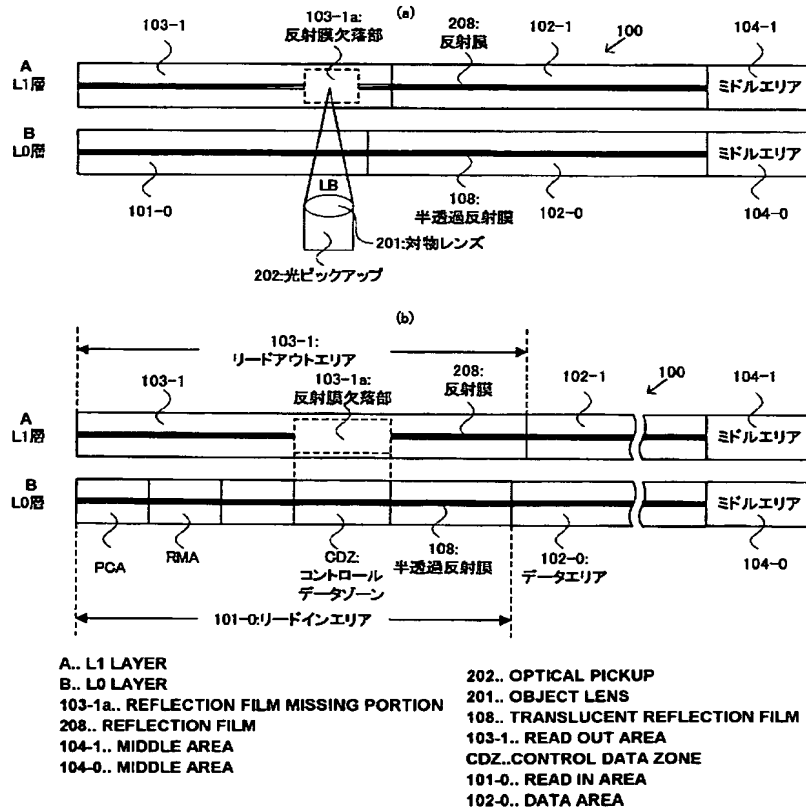 (a)
103-1
103-1a:
反射膜欠落部
208:
反射膜
102-1
100
104-1
A
L1層
ミドルエリア
B
L0層
ミドルエリア
101-0
LB
108:
半透過反射膜
102-0
104-0
201:対物レンズ
202:光ピックアップ
(b)
103-1:
リードアウトエリア
103-1
103-1a:
反射膜欠落部
208:
反射膜
102-1
100
104-1
A
L1層
ミドルエリア
B
L0層
ミドルエリア
PCA
RMA
CDZ:
コントロール
データゾーン
108:
半透過反射膜
102-0:
データエリア
104-0
101-0:リードインエリア
A.. L1 LAYER
B.. L0 LAYER
103-1a.. REFLECTION FILM MISSING PORTION
208.. REFLECTION FILM
104-1.. MIDDLE AREA
104-0.. MIDDLE AREA
202.. OPTICAL PICKUP
201.. OBJECT LENS
108.. TRANSLUCENT REFLECTION FILM
103-1.. READ OUT AREA
CDZ..CONTROL DATA ZONE
101-0.. READ IN AREA
102-0.. DATA AREA